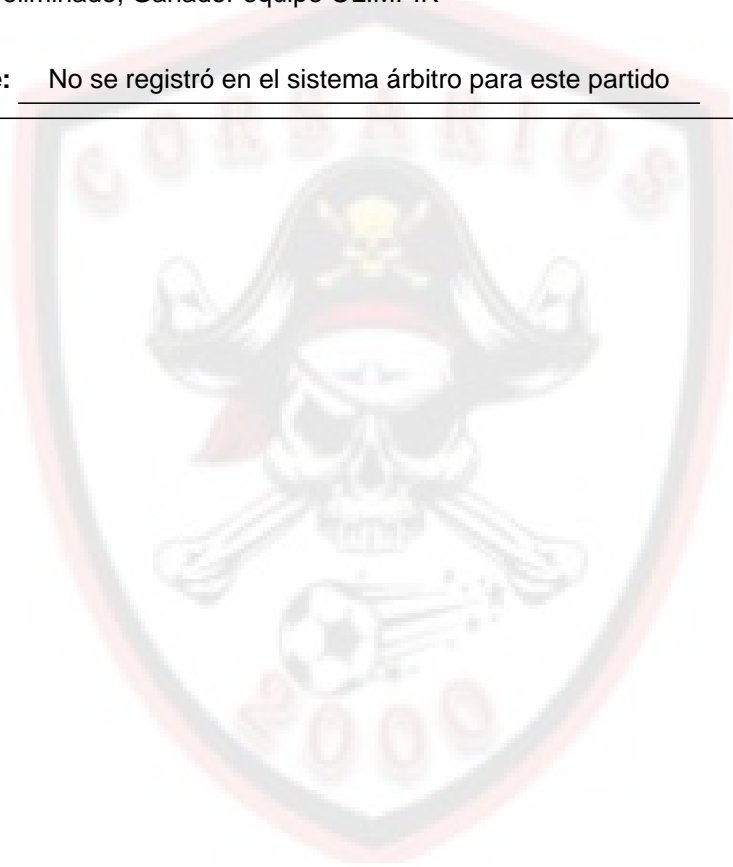 eliminado, Ganador equipo
: No se registró en el sistema árbitro para este partido
CORSARIOS
2000